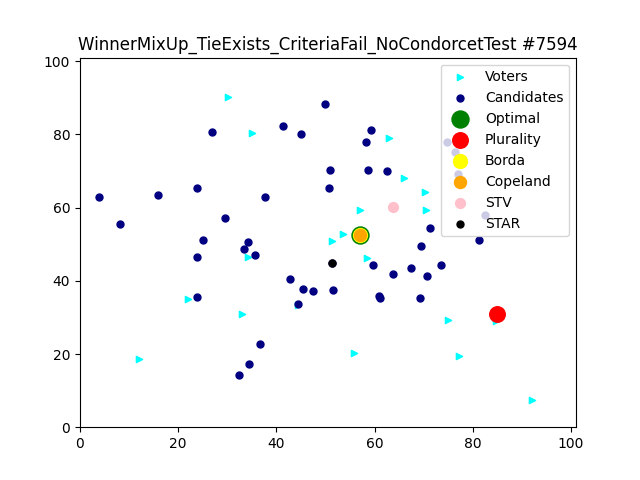 WinnerMixUp_TieExists_CriteriaFail_NoCondorcetTest #7594
100
80
60
40
20
0
0 20 40 60 80 100
Voters
Candidates
Optimal
Plurality
Borda
Copeland
STV
STAR